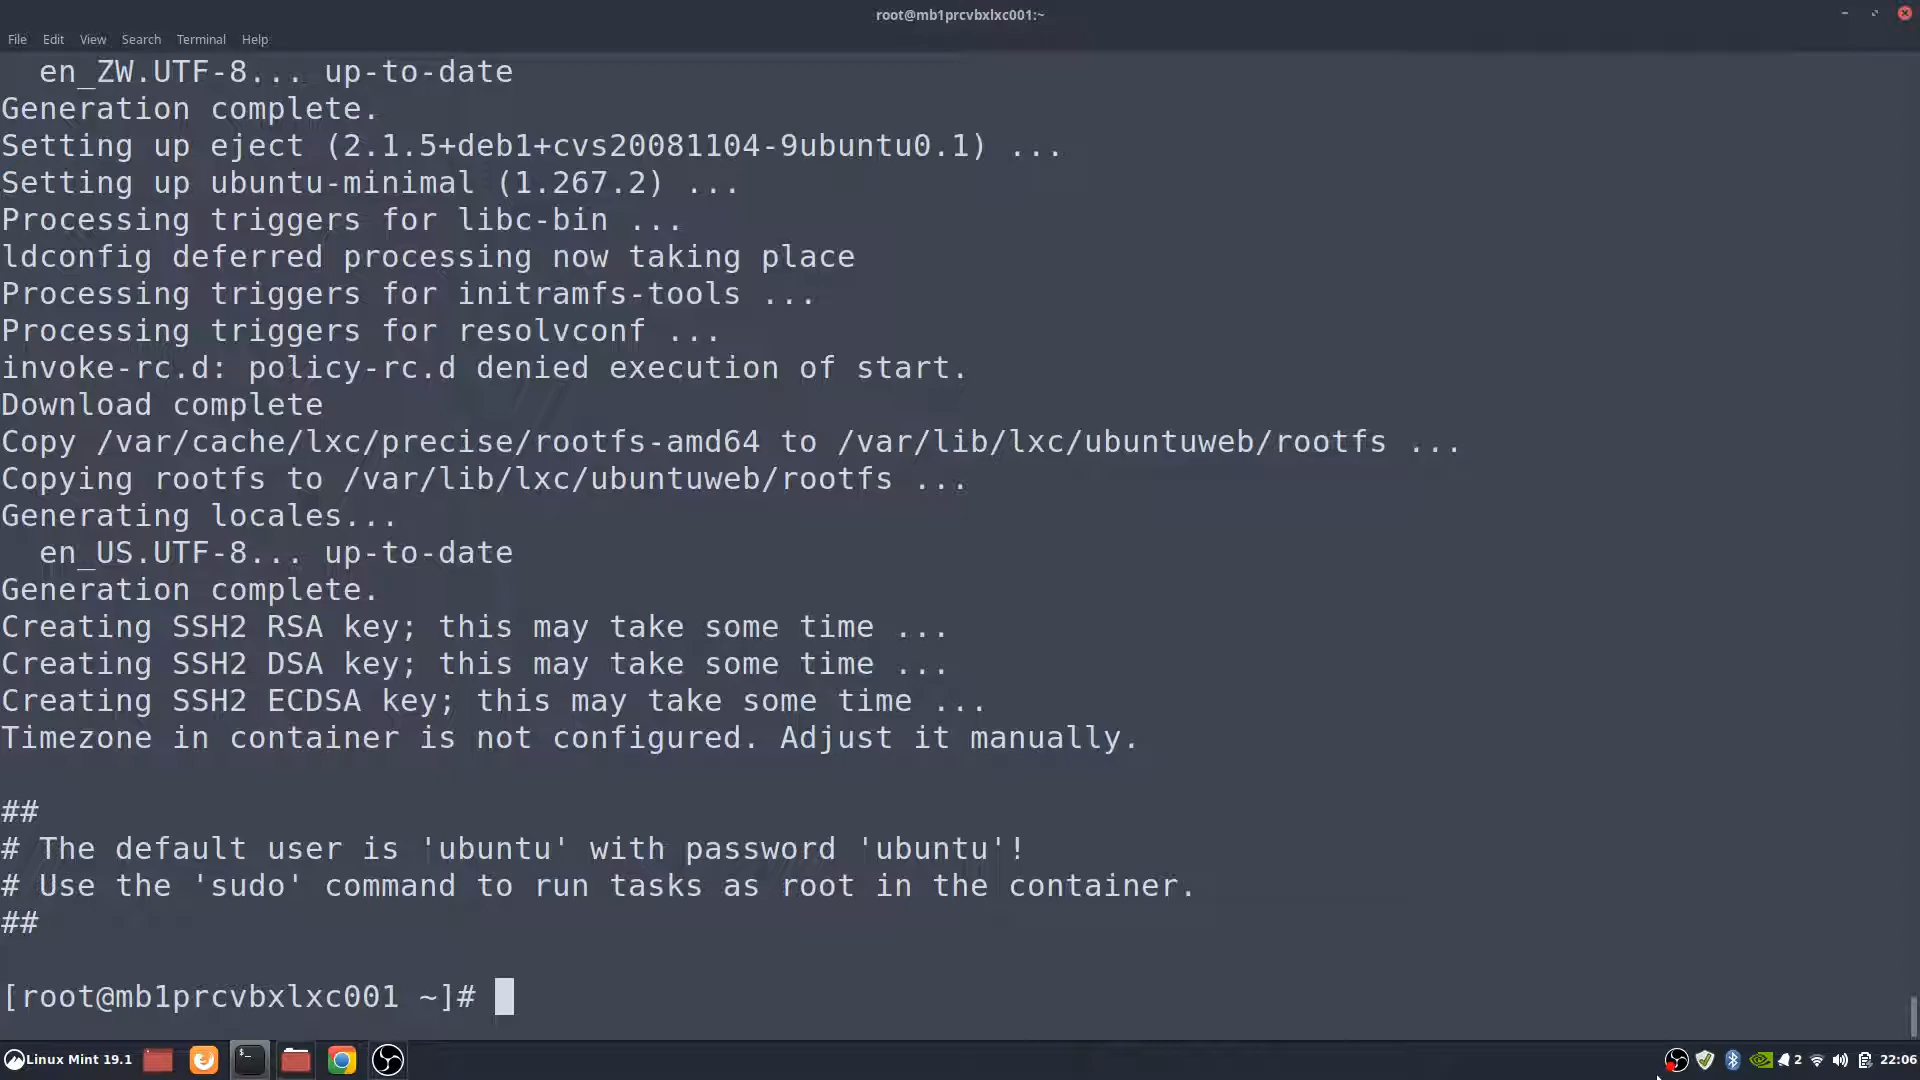 root@mb1prcvbxlxc001:~
File Edit View Search Terminal Help
  en_ZW.UTF-8... up-to-date
Generation complete.
Setting up eject (2.1.5+deb1+cvs20081104-9ubuntu0.1) ...
Setting up ubuntu-minimal (1.267.2) ...
Processing triggers for libc-bin ...
ldconfig deferred processing now taking place
Processing triggers for initramfs-tools ...
Processing triggers for resolvconf ...
invoke-rc.d: policy-rc.d denied execution of start.
Download complete
Copy /var/cache/lxc/precise/rootfs-amd64 to /var/lib/lxc/ubuntuweb/rootfs ...
Copying rootfs to /var/lib/lxc/ubuntuweb/rootfs ...
Generating locales...
  en_US.UTF-8... up-to-date
Generation complete.
Creating SSH2 RSA key; this may take some time ...
Creating SSH2 DSA key; this may take some time ...
Creating SSH2 ECDSA key; this may take some time ...
Timezone in container is not configured. Adjust it manually.
##
# The default user is 'ubuntu' with password 'ubuntu'!
# Use the 'sudo' command to run tasks as root in the container.
##
[root@mb1prcvbxlxc001 ~]#
Linux Mint 19.1 2 22:06